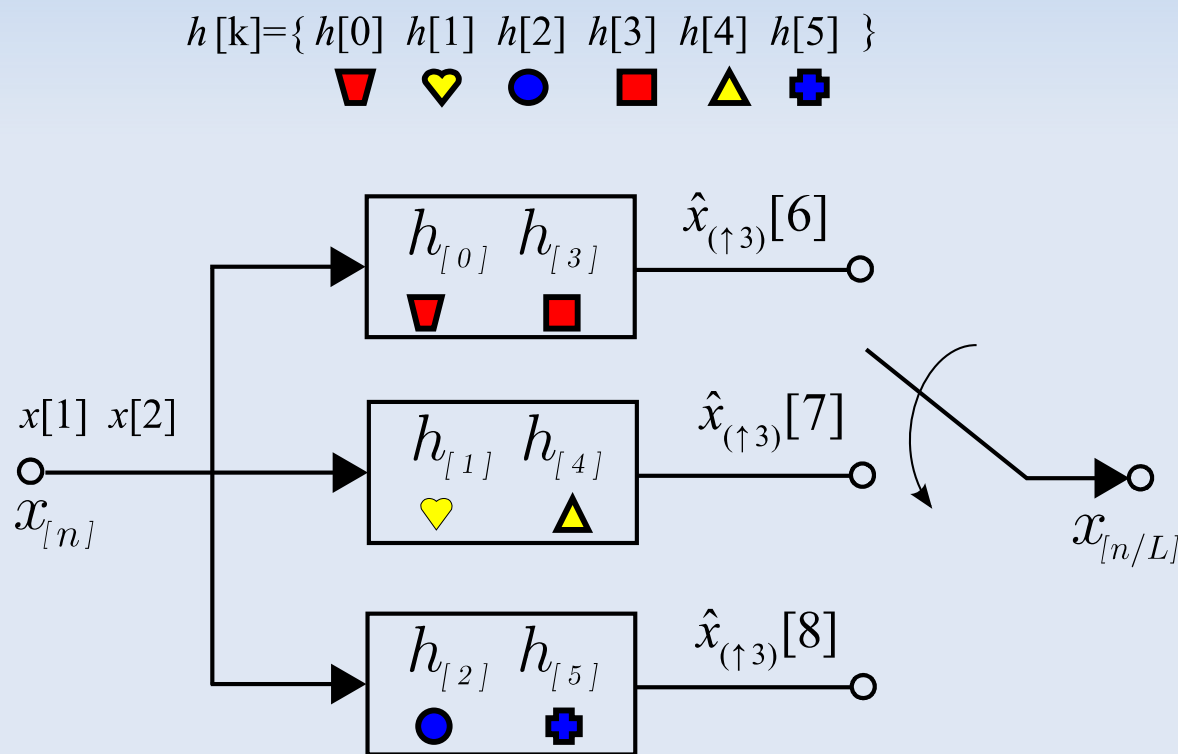 h [k]={ h[0] h[1] h[2] h[3] h[4] h[5] }
h[0] h[3]
x̂(↑3)[6]
x[1] x[2]
x[n]
h[1] h[4]
x̂(↑3)[7]
x[n/L]
h[2] h[5]
x̂(↑3)[8]